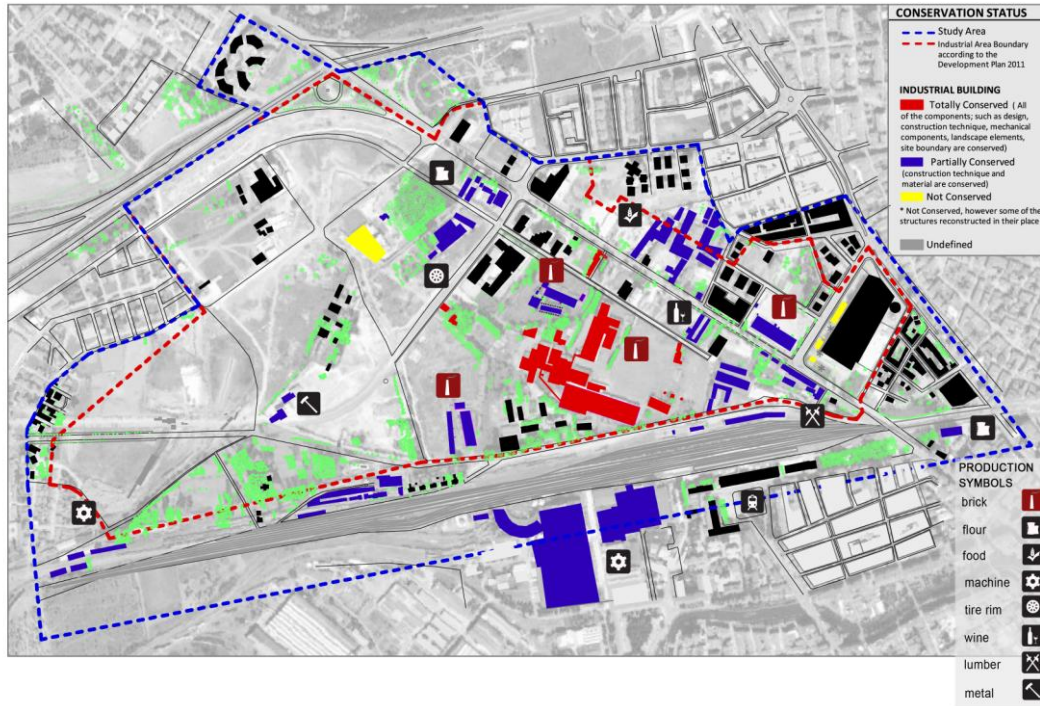 CONSERVATION STATUS
Study Area
Industrial Area Boundary
according to the
Development Plan 2011
INDUSTRIAL BUILDING
Totally Conserved ( All
of the components; such as design,
construction technique, mechanical
components, landscape elements,
site boundary are conserved)
Partially Conserved
(construction technique and
material are conserved)
Not Conserved
* Not Conserved, however some of the
structures reconstructed in their place
Undefined
PRODUCTION
SYMBOLS
brick
flour
food
machine
tire rim
wine
lumber
metal